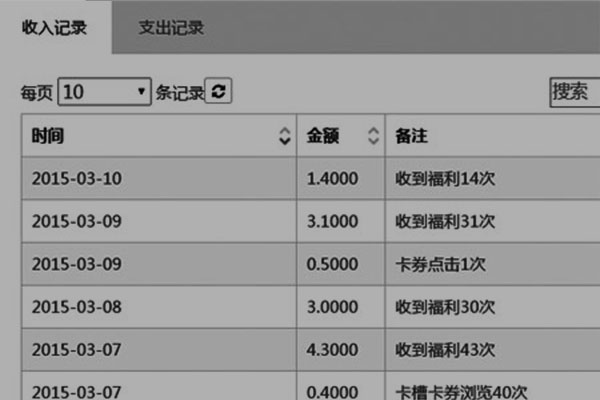 收入记录 支出记录
每页 10 条记录 搜索
时间 金额 备注
2015-03-10 1.4000 收到福利14次
2015-03-09 3.1000 收到福利31次
2015-03-09 0.5000 卡券点击1次
2015-03-08 3.0000 收到福利30次
2015-03-07 4.3000 收到福利43次
2015-03-07 0.4000 卡槽卡券浏览40次